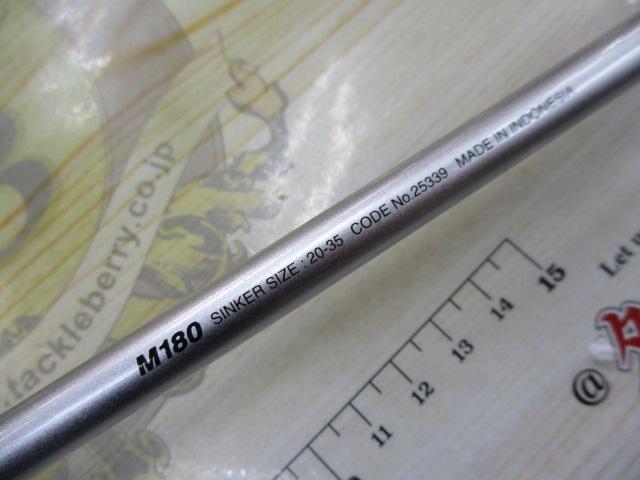 M180 SINKER SIZE : 20-35 CODE No.25339 MADE IN INDONESIA
.tackleberry.co.jp
11 12 13 14 15
Let
@